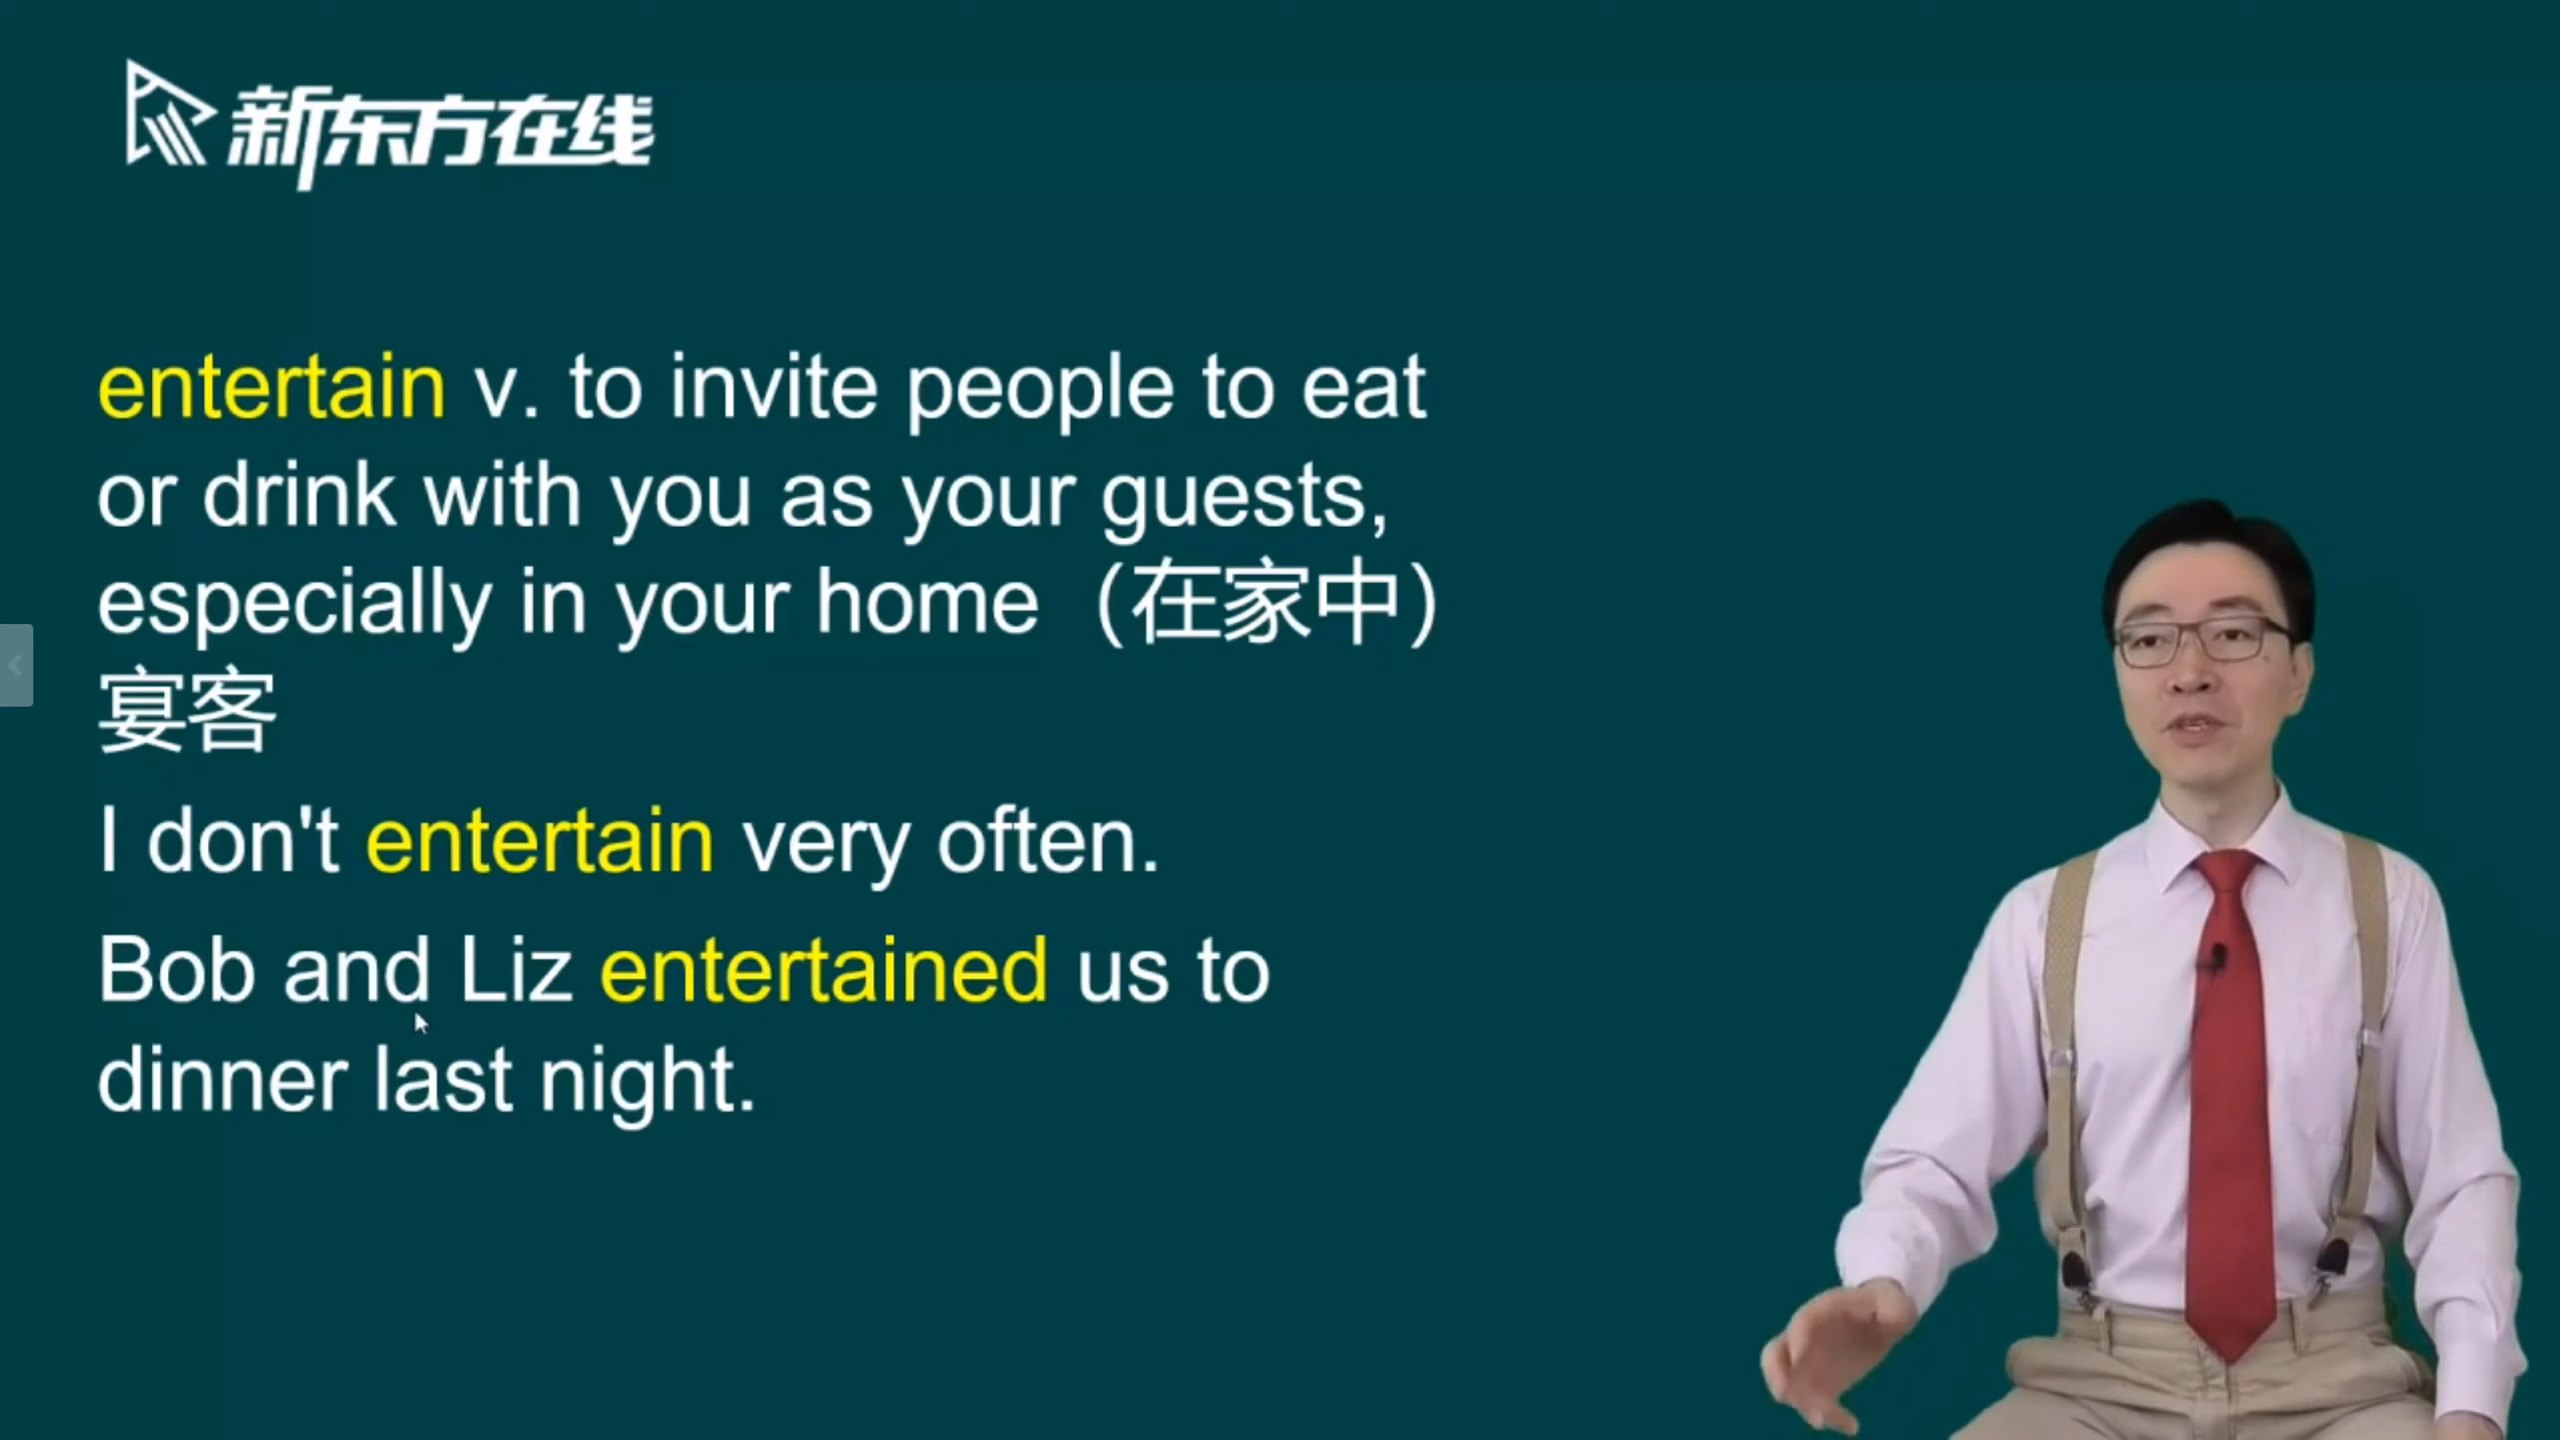 新东方在线
entertain v. to invite people to eat
or drink with you as your guests,
especially in your home（在家中）
宴客
I don't entertain very often.
Bob and Liz entertained us to
dinner last night.